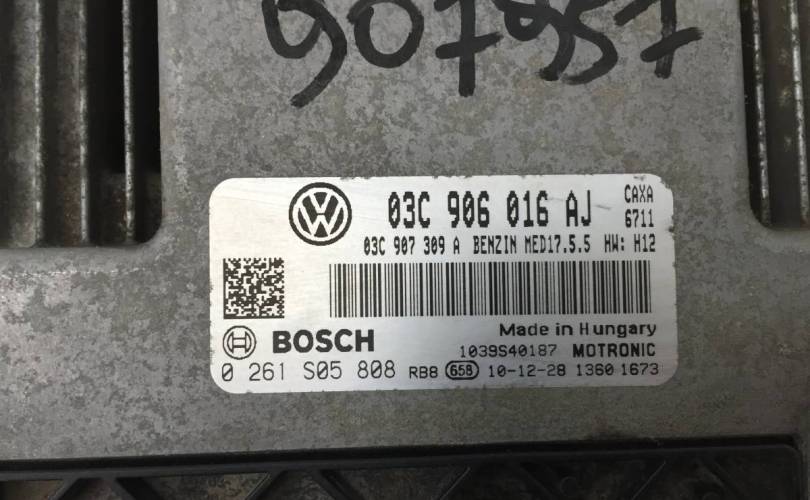 907957
03C 906 016 AJ CAXA
6711
03C 907 309 A BENZIN MED17.5.5 HW: H12
Made in Hungary
BOSCH 1039S40187 MOTRONIC
0 261 S05 808 RB8 658 10-12-28 1360 1673